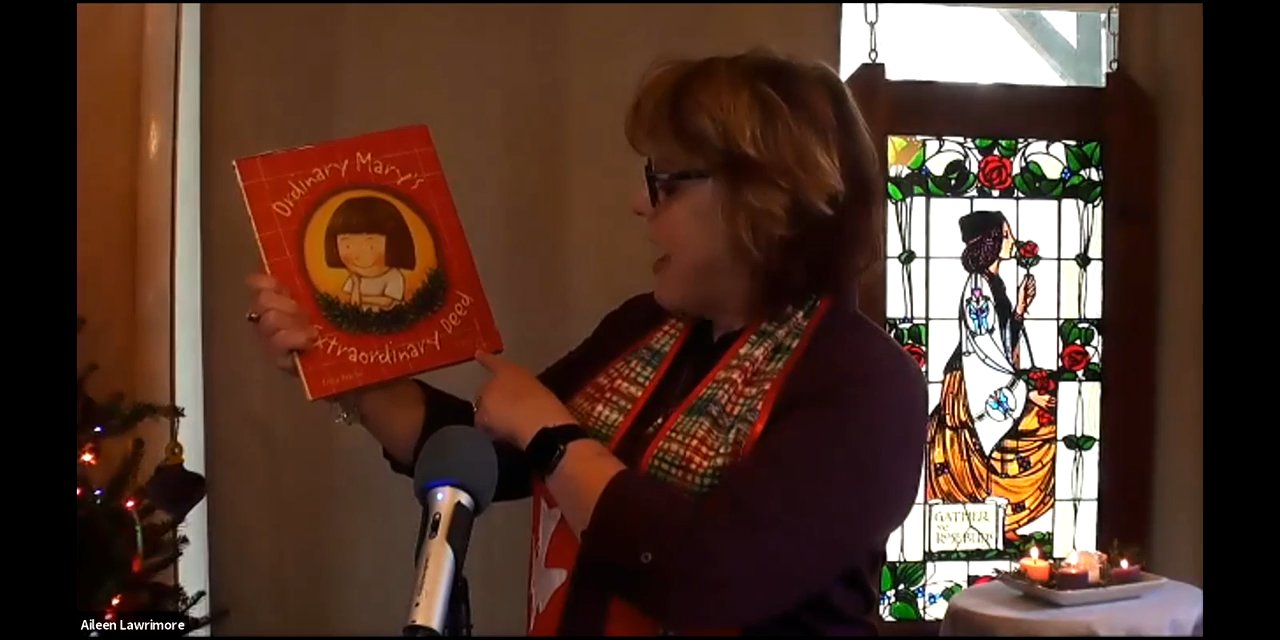 Ordinary Mary's
Extraordinary Deed
GATHER
YE
ROSEBUDS
Aileen Lawrimore